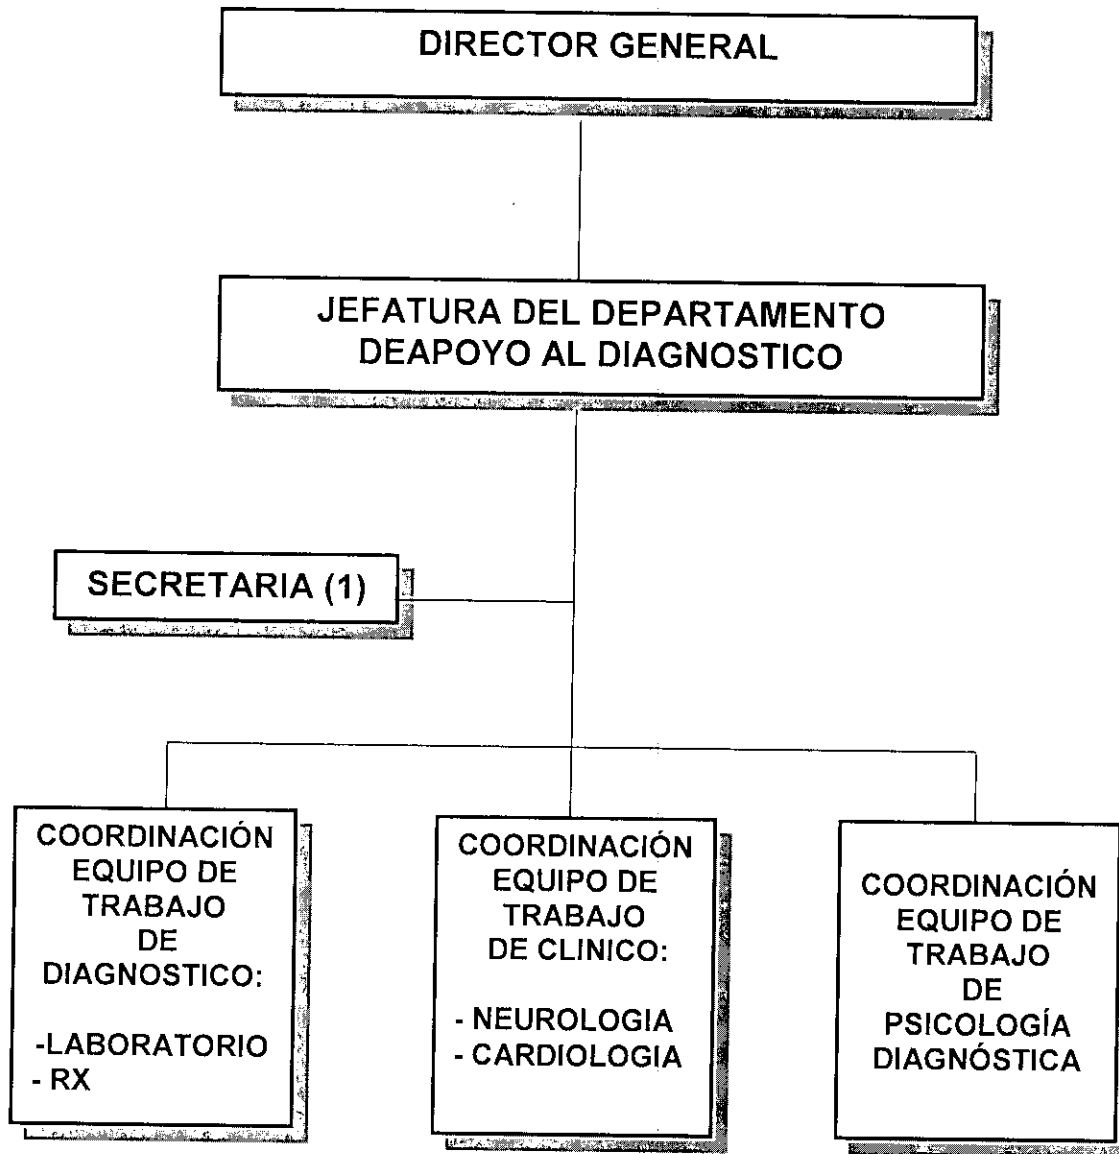 DIRECTOR GENERAL
JEFATURA DEL DEPARTAMENTO
DEAPOYO AL DIAGNOSTICO
SECRETARIA (1)
COORDINACIÓN
EQUIPO DE
TRABAJO
DE
DIAGNOSTICO:
-LABORATORIO
- RX
COORDINACIÓN
EQUIPO DE
TRABAJO
DE CLINICO:
- NEUROLOGIA
- CARDIOLOGIA
COORDINACIÓN
EQUIPO DE
TRABAJO
DE
PSICOLOGÍA
DIAGNÓSTICA